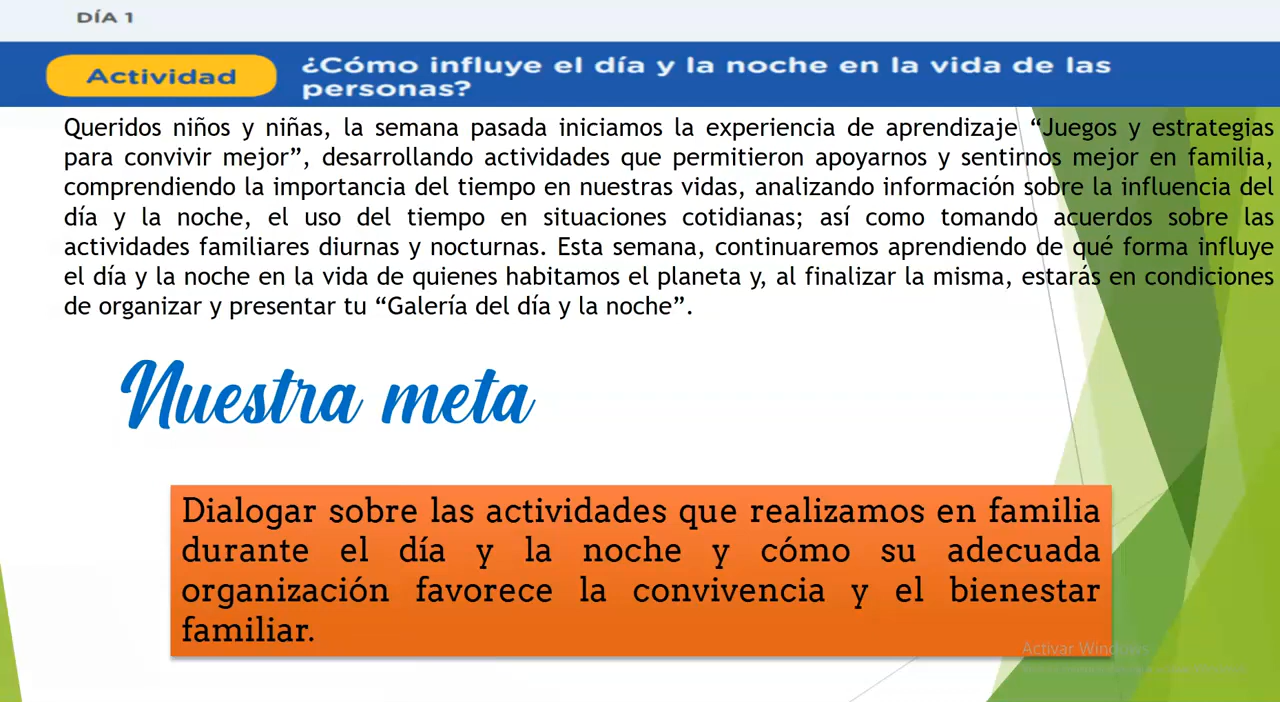 DÍA 1
Actividad
¿Cómo influye el día y la noche en la vida de las
personas?
Queridos niños y niñas, la semana pasada iniciamos la experiencia de aprendizaje “Juegos y estrategias
para convivir mejor”, desarrollando actividades que permitieron apoyarnos y sentirnos mejor en familia,
comprendiendo la importancia del tiempo en nuestras vidas, analizando información sobre la influencia del
día y la noche, el uso del tiempo en situaciones cotidianas; así como tomando acuerdos sobre las
actividades familiares diurnas y nocturnas. Esta semana, continuaremos aprendiendo de qué forma influye
el día y la noche en la vida de quienes habitamos el planeta y, al finalizar la misma, estarás en condiciones
de organizar y presentar tu “Galería del día y la noche”.
Nuestra meta
Dialogar sobre las actividades que realizamos en familia
durante el día y la noche y cómo su adecuada
organización favorece la convivencia y el bienestar
familiar.
Activar Windows